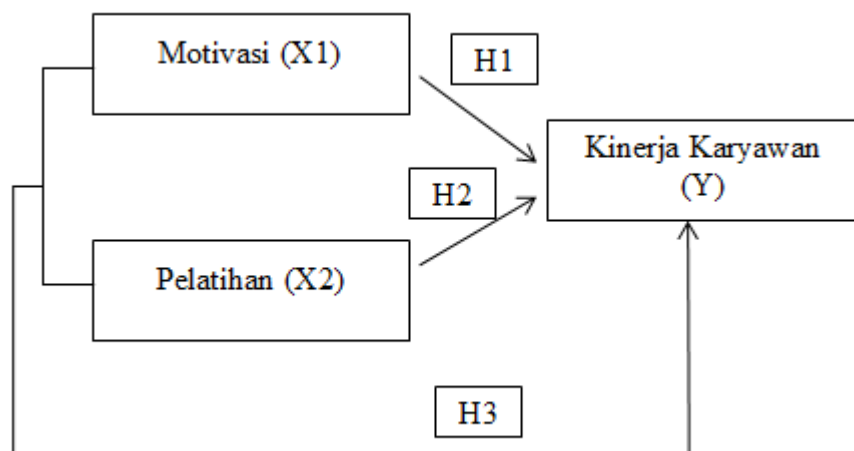 Motivasi (X1)
H1
Kinerja Karyawan
(Y)
H2
Pelatihan (X2)
H3